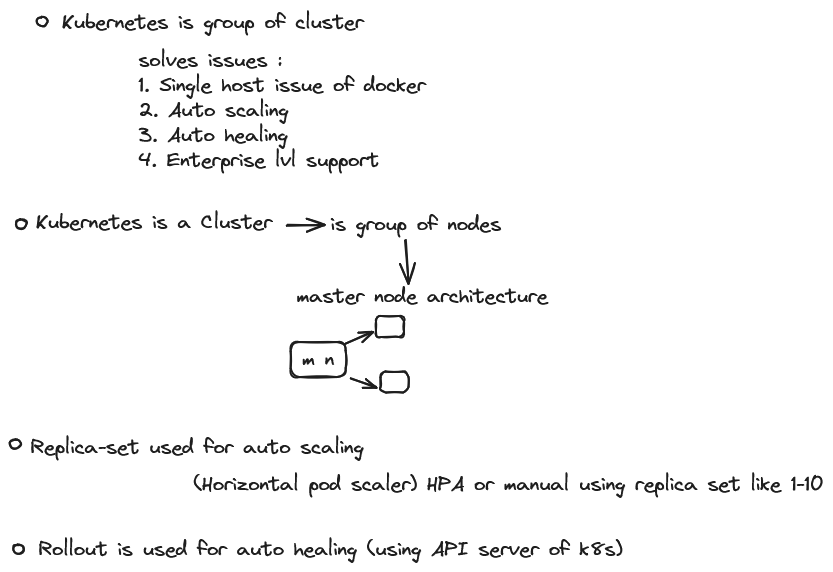 Kubernetes is group of cluster
solves issues :
1. Single host issue of docker
2. Auto scaling
3. Auto healing
4. Enterprise lvl support
Kubernetes is a Cluster is group of nodes
master node architecture
m n
Replica-set used for auto scaling
(Horizontal pod scaler) HPA or manual using replica set like 1-10
Rollout is used for auto healing (using API server of k8s)